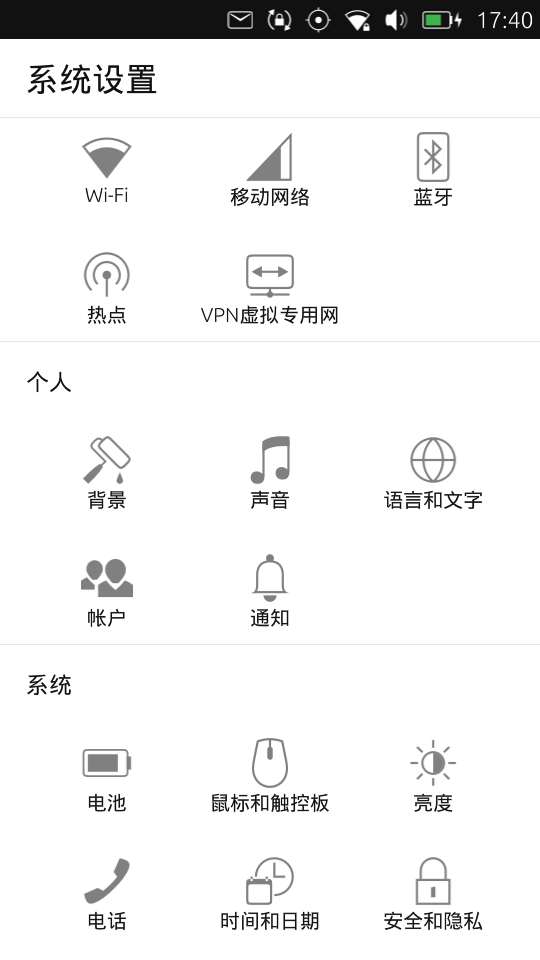 17:40
系统设置
Wi-Fi
移动网络
蓝牙
热点
VPN虚拟专用网
个人
背景
声音
语言和文字
帐户
通知
系统
电池
鼠标和触控板
亮度
电话
时间和日期
安全和隐私